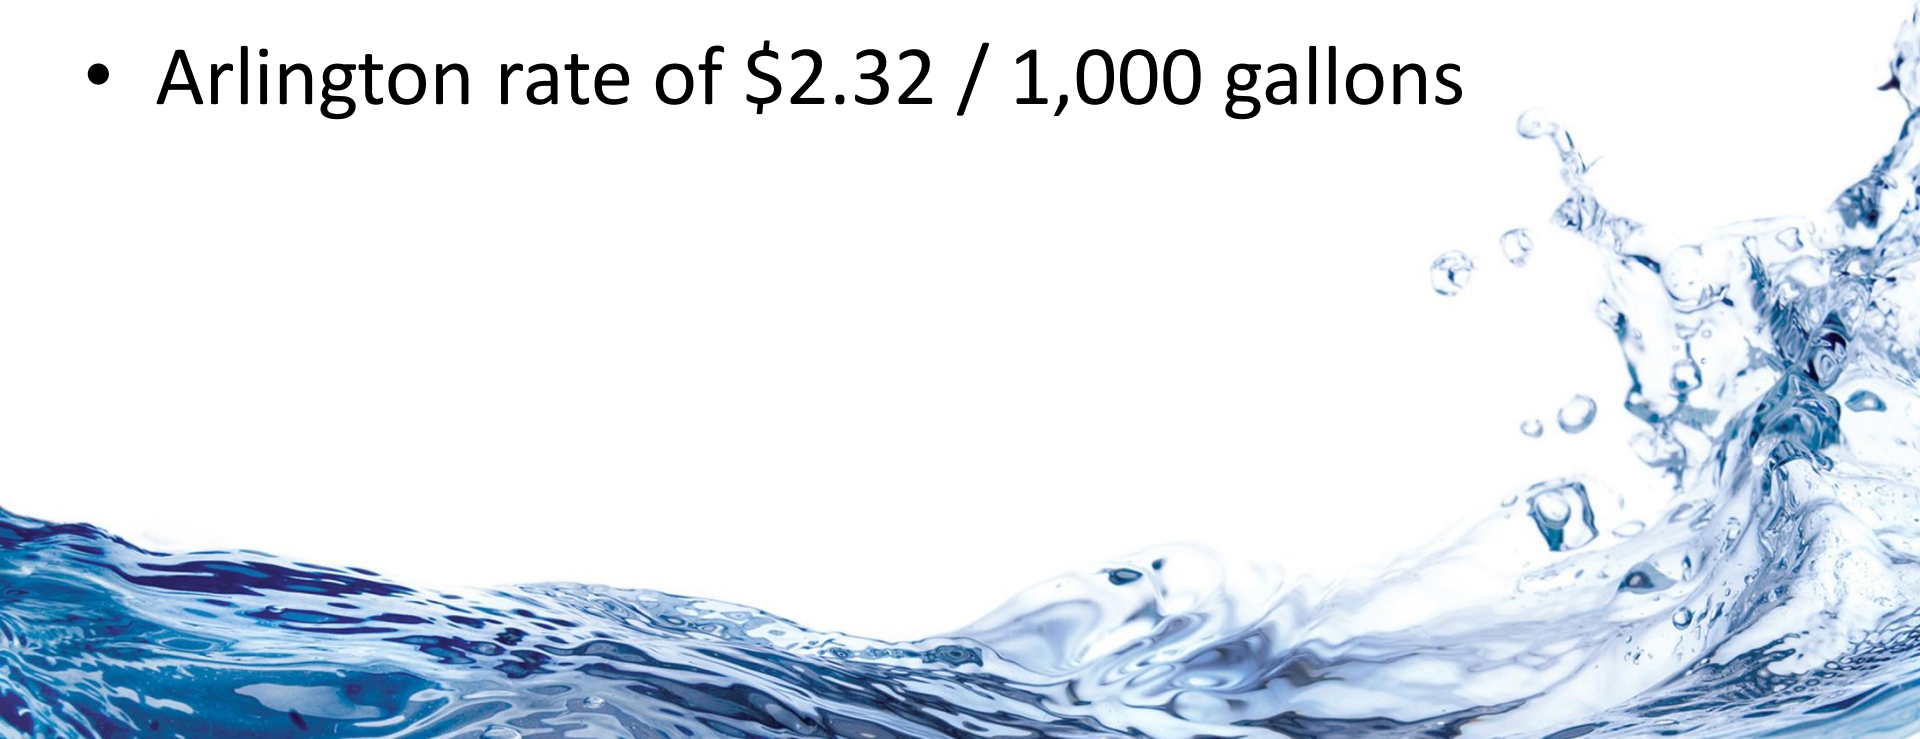 • Arlington rate of $2.32 / 1,000 gallons